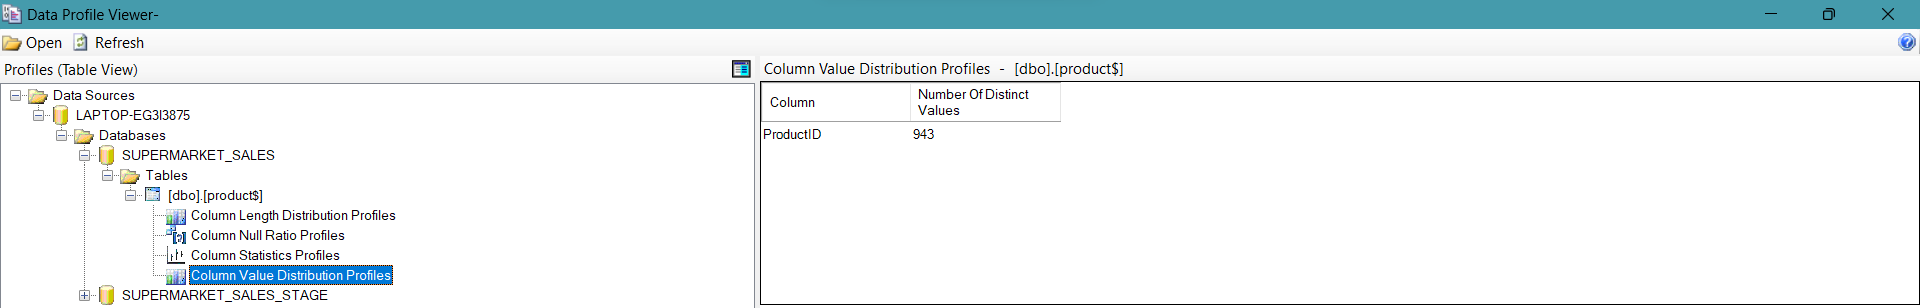 Data Profile Viewer-
Open Refresh
Profiles (Table View)
Data Sources
LAPTOP-EG3I3875
Databases
SUPERMARKET_SALES
Tables
[dbo].[product$]
Column Length Distribution Profiles
Column Null Ratio Profiles
Column Statistics Profiles
Column Value Distribution Profiles
SUPERMARKET_SALES_STAGE
Column Value Distribution Profiles - [dbo].[product$]
Column
Number Of Distinct
Values
ProductID 943